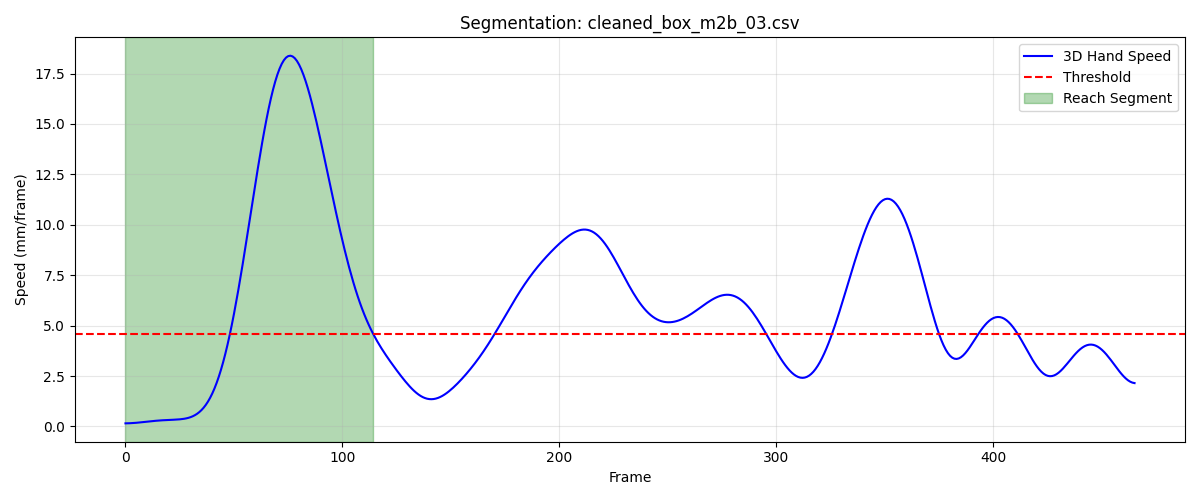 Segmentation: cleaned_box_m2b_03.csv
3D Hand Speed
Threshold
Reach Segment
Speed (mm/frame)
17.5
15.0
12.5
10.0
7.5
5.0
2.5
0.0
0
100
200
300
400
Frame